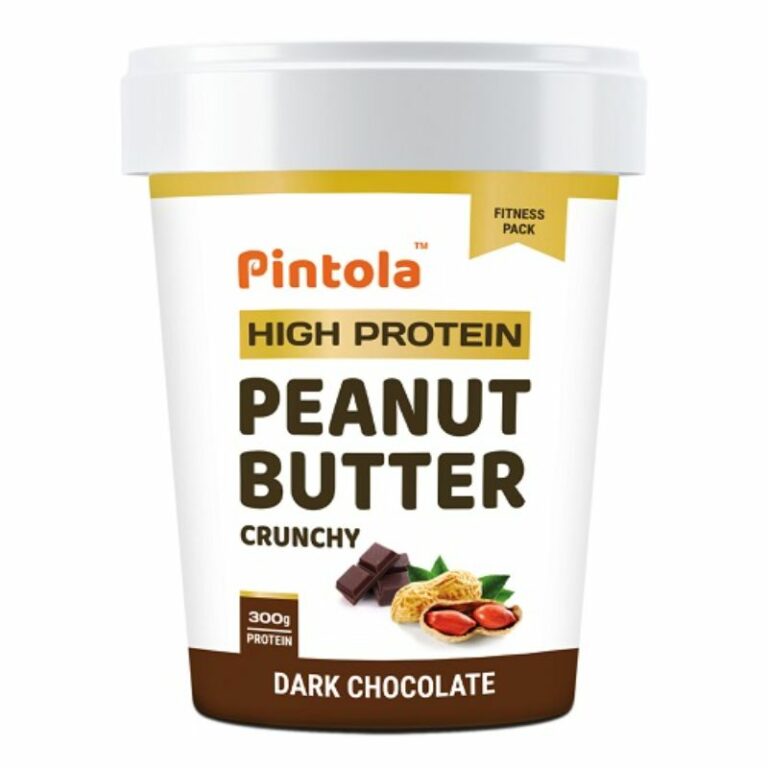 FITNESS
PACK
Pintola™
HIGH PROTEIN
PEANUT
BUTTER
CRUNCHY
300g
PROTEIN
DARK CHOCOLATE